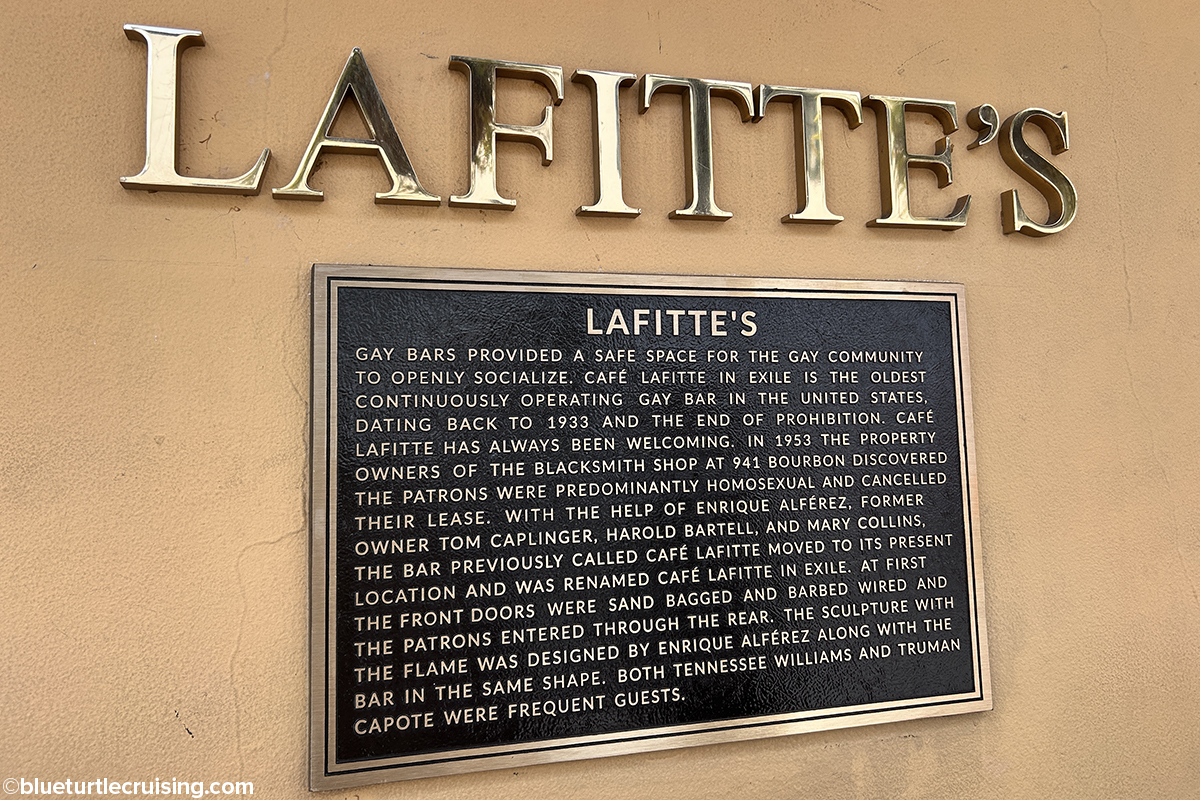 LAFITTE'S
LAFITTE'S
GAY BARS PROVIDED A SAFE SPACE FOR THE GAY COMMUNITY
TO OPENLY SOCIALIZE. CAFÉ LAFITTE IN EXILE IS THE OLDEST
CONTINUOUSLY OPERATING GAY BAR IN THE UNITED STATES,
DATING BACK TO 1933 AND THE END OF PROHIBITION. CAFÉ
LAFITTE HAS ALWAYS BEEN WELCOMING. IN 1953 THE PROPERTY
OWNERS OF THE BLACKSMITH SHOP AT 941 BOURBON DISCOVERED
THE PATRONS WERE PREDOMINANTLY HOMOSEXUAL AND CANCELLED
THEIR LEASE. WITH THE HELP OF ENRIQUE ALFÉREZ, FORMER
OWNER TOM CAPLINGER, HAROLD BARTELL, AND MARY COLLINS,
THE BAR PREVIOUSLY CALLED CAFÉ LAFITTE MOVED TO ITS PRESENT
LOCATION AND WAS RENAMED CAFÉ LAFITTE IN EXILE. AT FIRST
THE FRONT DOORS WERE SAND BAGGED AND BARBED WIRED AND
THE PATRONS ENTERED THROUGH THE REAR. THE SCULPTURE WITH
THE FLAME WAS DESIGNED BY ENRIQUE ALFÉREZ ALONG WITH THE
BAR IN THE SAME SHAPE. BOTH TENNESSEE WILLIAMS AND TRUMAN
CAPOTE WERE FREQUENT GUESTS.
©blueturtlecruising.com